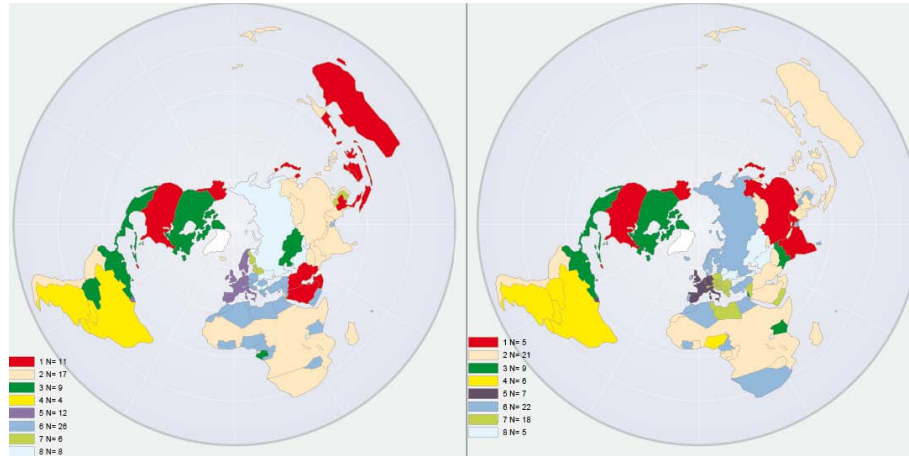 1 N= 11
2 N= 17
3 N= 9
4 N= 4
5 N= 12
6 N= 26
7 N= 6
8 N= 8
1 N= 5
2 N= 21
3 N= 9
4 N= 6
5 N= 7
6 N= 22
7 N= 18
8 N= 5